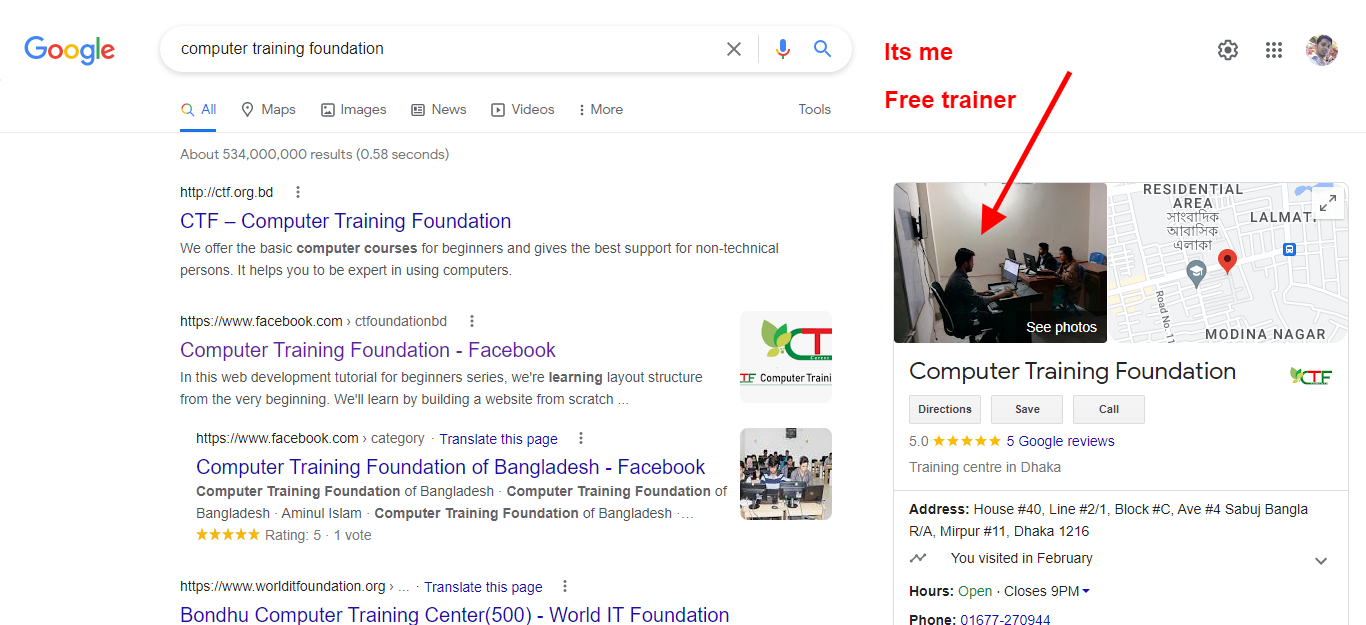 Google
computer training foundation
Its me
Free trainer
All
Maps
Images
News
Videos
More
Tools
About 534,000,000 results (0.58 seconds)
http://ctf.org.bd
CTF – Computer Training Foundation
We offer the basic computer courses for beginners and gives the best support for non-technical
persons. It helps you to be expert in using computers.
https://www.facebook.com › ctfoundationbd
Computer Training Foundation - Facebook
In this web development tutorial for beginners series, we're learning layout structure
from the very beginning. We'll learn by building a website from scratch ...
CT
Career
CTF Computer Traini
https://www.facebook.com › category · Translate this page
Computer Training Foundation of Bangladesh - Facebook
Computer Training Foundation of Bangladesh · Computer Training Foundation of
Bangladesh · Aminul Islam · Computer Training Foundation of Bangladesh ·...
Rating: 5 · 1 vote
https://www.worlditfoundation.org › ... · Translate this page
Bondhu Computer Training Center(500) - World IT Foundation
See photos
RESIDENTIAL
AREA
সাংবাদিক
আবাসিক
এলাকা
LALMATI
Road No. 11
MODINA NAGAR
Computer Training Foundation
CTF
Directions
Save
Call
5.0 5 Google reviews
Training centre in Dhaka
Address: House #40, Line #2/1, Block #C, Ave #4 Sabuj Bangla
R/A, Mirpur #11, Dhaka 1216
You visited in February
Hours: Open · Closes 9PM
Phone: 01677-270944